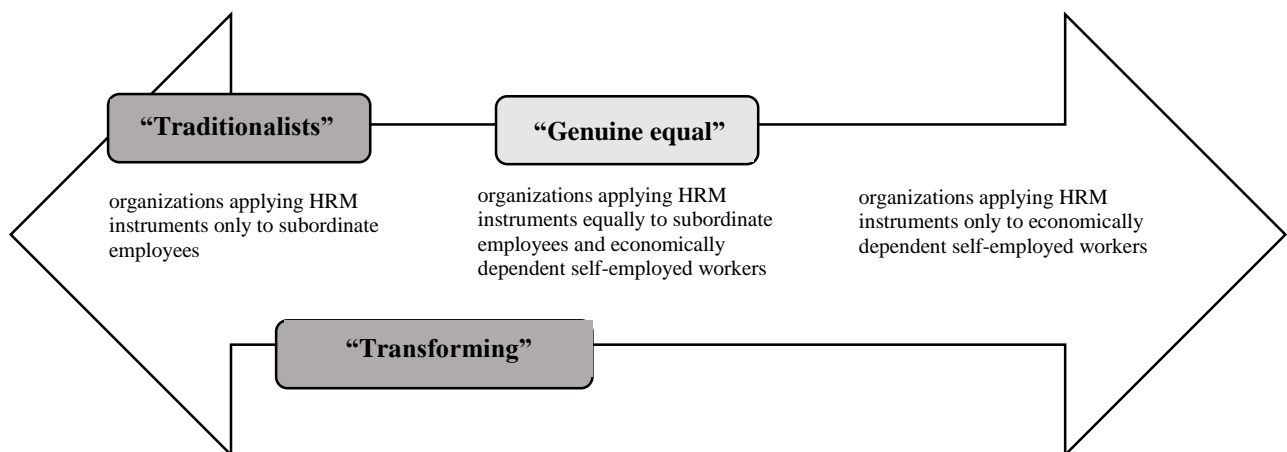 “Traditionalists”
“Genuine equal”
organizations applying HRM
instruments only to subordinate
employees
organizations applying HRM
instruments equally to subordinate
employees and economically
dependent self-employed workers
organizations applying HRM
instruments only to economically
dependent self-employed workers
“Transforming”